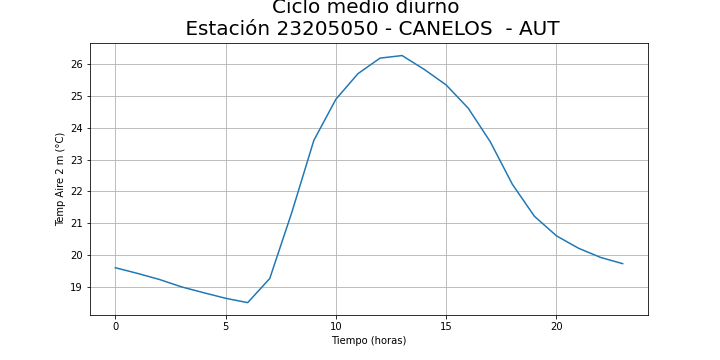 Ciclo medio diurno
Estación 23205050 - CANELOS  - AUT
26
25
24
23
22
21
20
19
Temp Aire 2 m (°C)
0 5 10 15 20
Tiempo (horas)